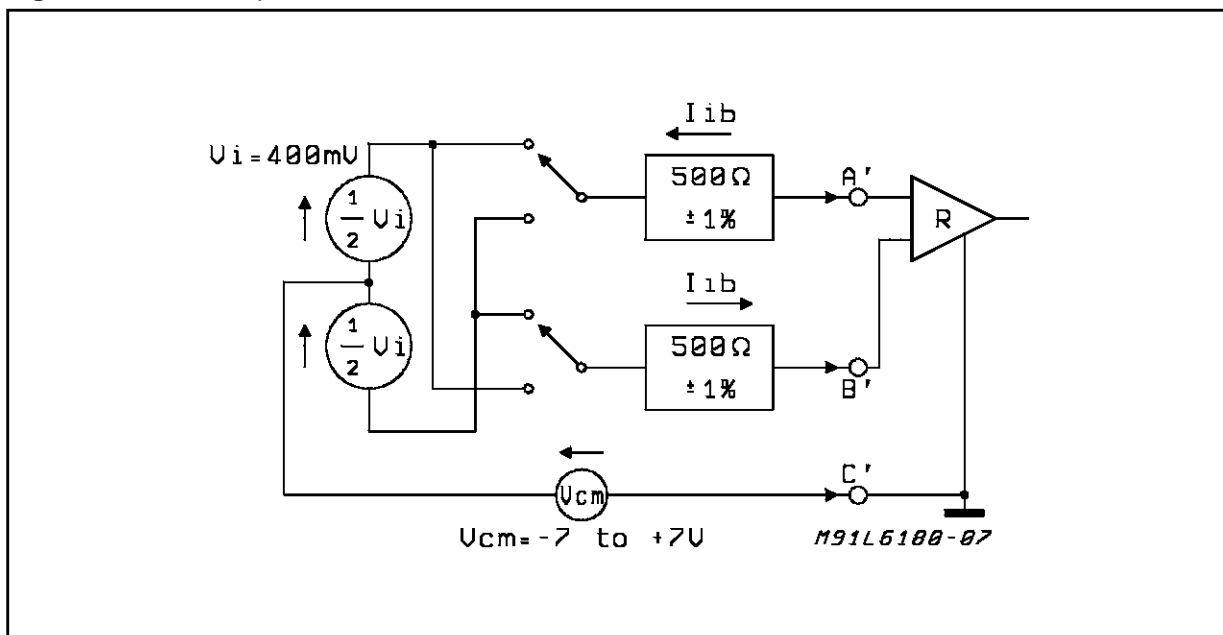 Iib
Vi=400mV
500Ω
±1%
A'
1
2
Vi
R
Iib
1
2
Vi
500Ω
±1%
B'
C'
Vcm
Vcm=-7 to +7V
M91L6180-07